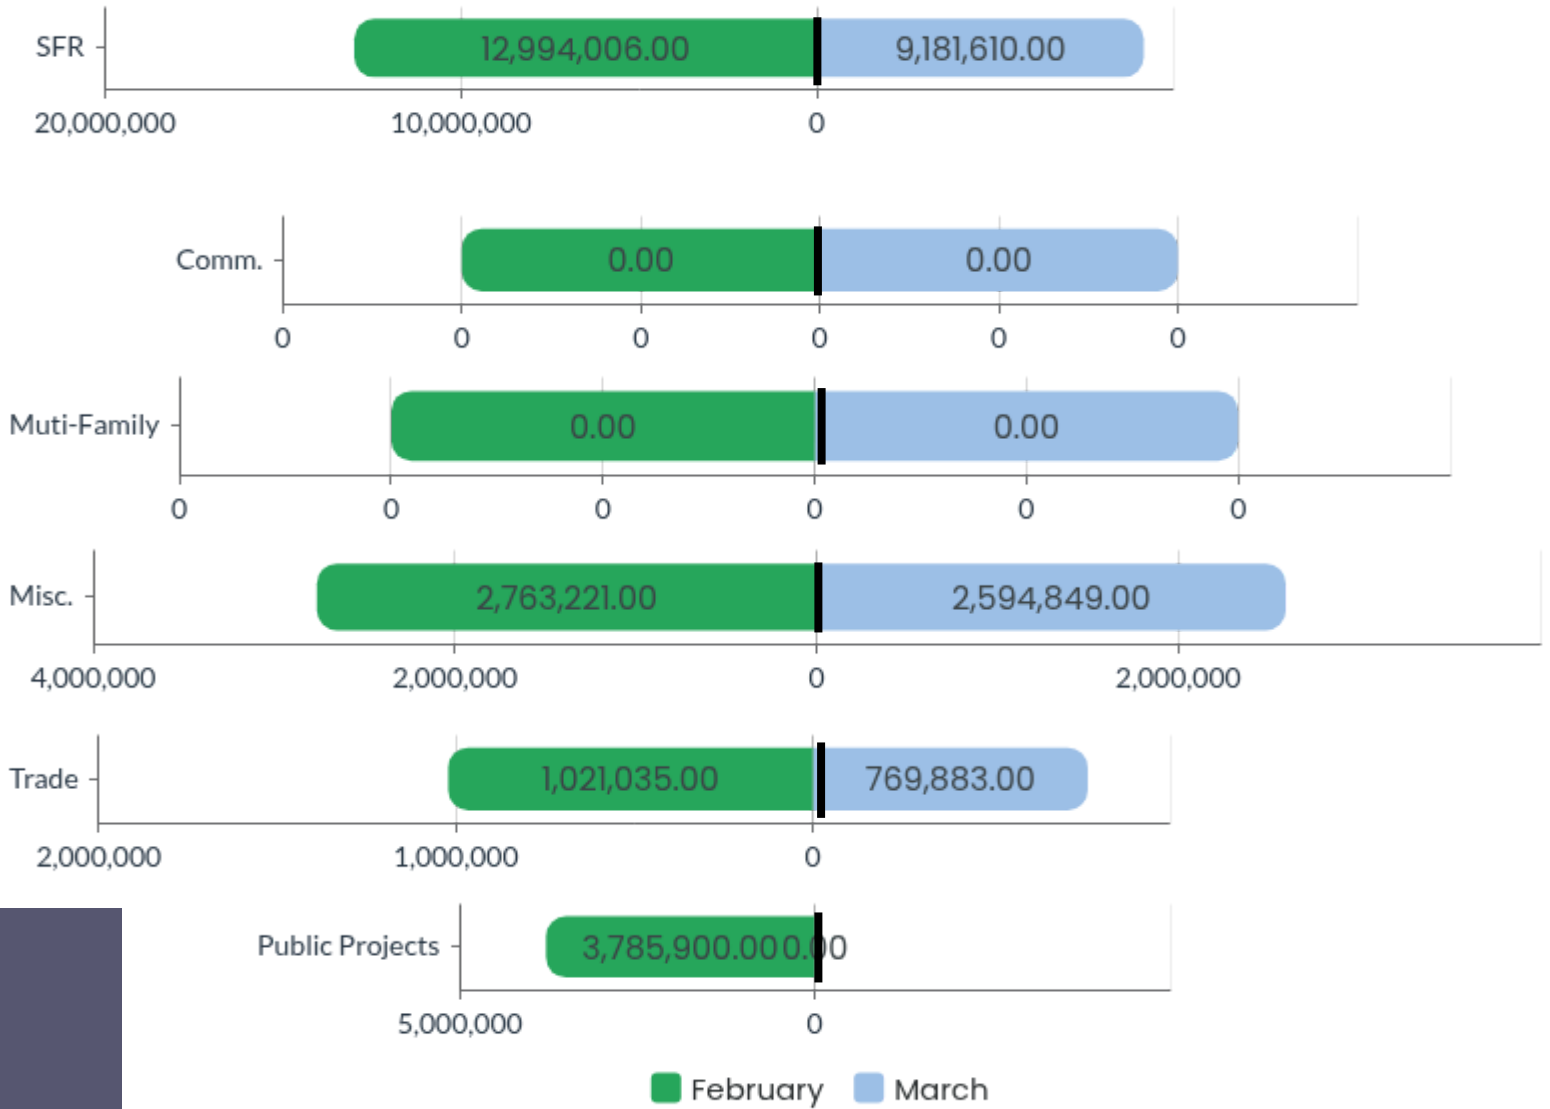 SFR 12,994,006.00 9,181,610.00
20,000,000 10,000,000 0
Comm. 0.00 0.00
0 0 0 0 0 0
Muti-Family 0.00 0.00
0 0 0 0 0 0
Misc. 2,763,221.00 2,594,849.00
4,000,000 2,000,000 0 2,000,000
Trade 1,021,035.00 769,883.00
2,000,000 1,000,000 0
Public Projects 3,785,900.00 0.00
5,000,000 0
February March